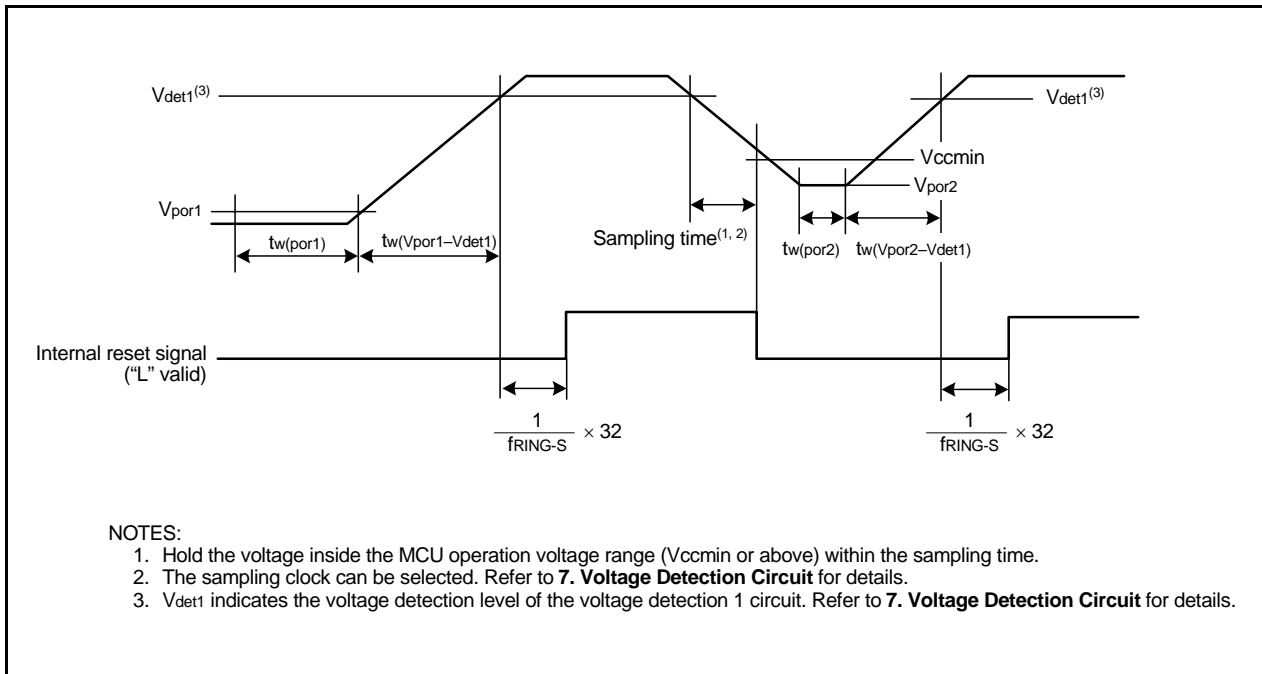 Vdet1(3)
Vdet1(3)
Vccmin
Vpor2
Vpor1
tw(por1)
tw(Vpor1–Vdet1)
Sampling time(1, 2)
tw(por2)
tw(Vpor2–Vdet1)
Internal reset signal
(“L” valid)
1
fRING-S
× 32
1
fRING-S
× 32
NOTES:
1. Hold the voltage inside the MCU operation voltage range (Vccmin or above) within the sampling time.
2. The sampling clock can be selected. Refer to 7. Voltage Detection Circuit for details.
3. Vdet1 indicates the voltage detection level of the voltage detection 1 circuit. Refer to 7. Voltage Detection Circuit for details.